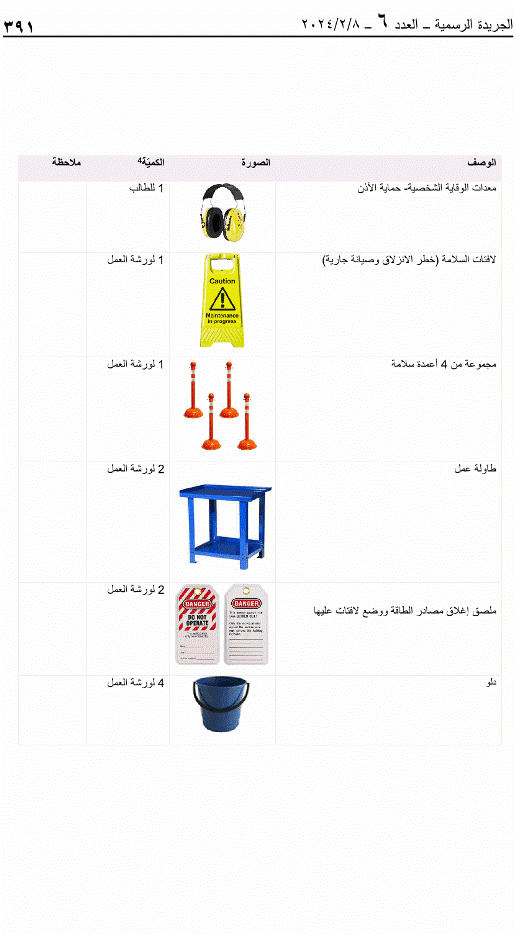 الجريدة الرسمية ـ العدد ٦ ـ ٢٠٢٤/٢/٨
٣٩١
الوصف الصورة الكميّة4 ملاحظة
معدات الوقاية الشخصية- حماية الأذن 1 للطالب
لافتات السلامة (خطر الانزلاق وصيانة جارية) 1 لورشة العمل
Caution
Maintenance
in progress
مجموعة من 4 أعمدة سلامة 1 لورشة العمل
طاولة عمل 2 لورشة العمل
2 لورشة العمل
ملصق إغلاق مصادر الطاقة ووضع لافتات عليها
DANGER
DO NOT
OPERATE
DANGER
دلو 4 لورشة العمل